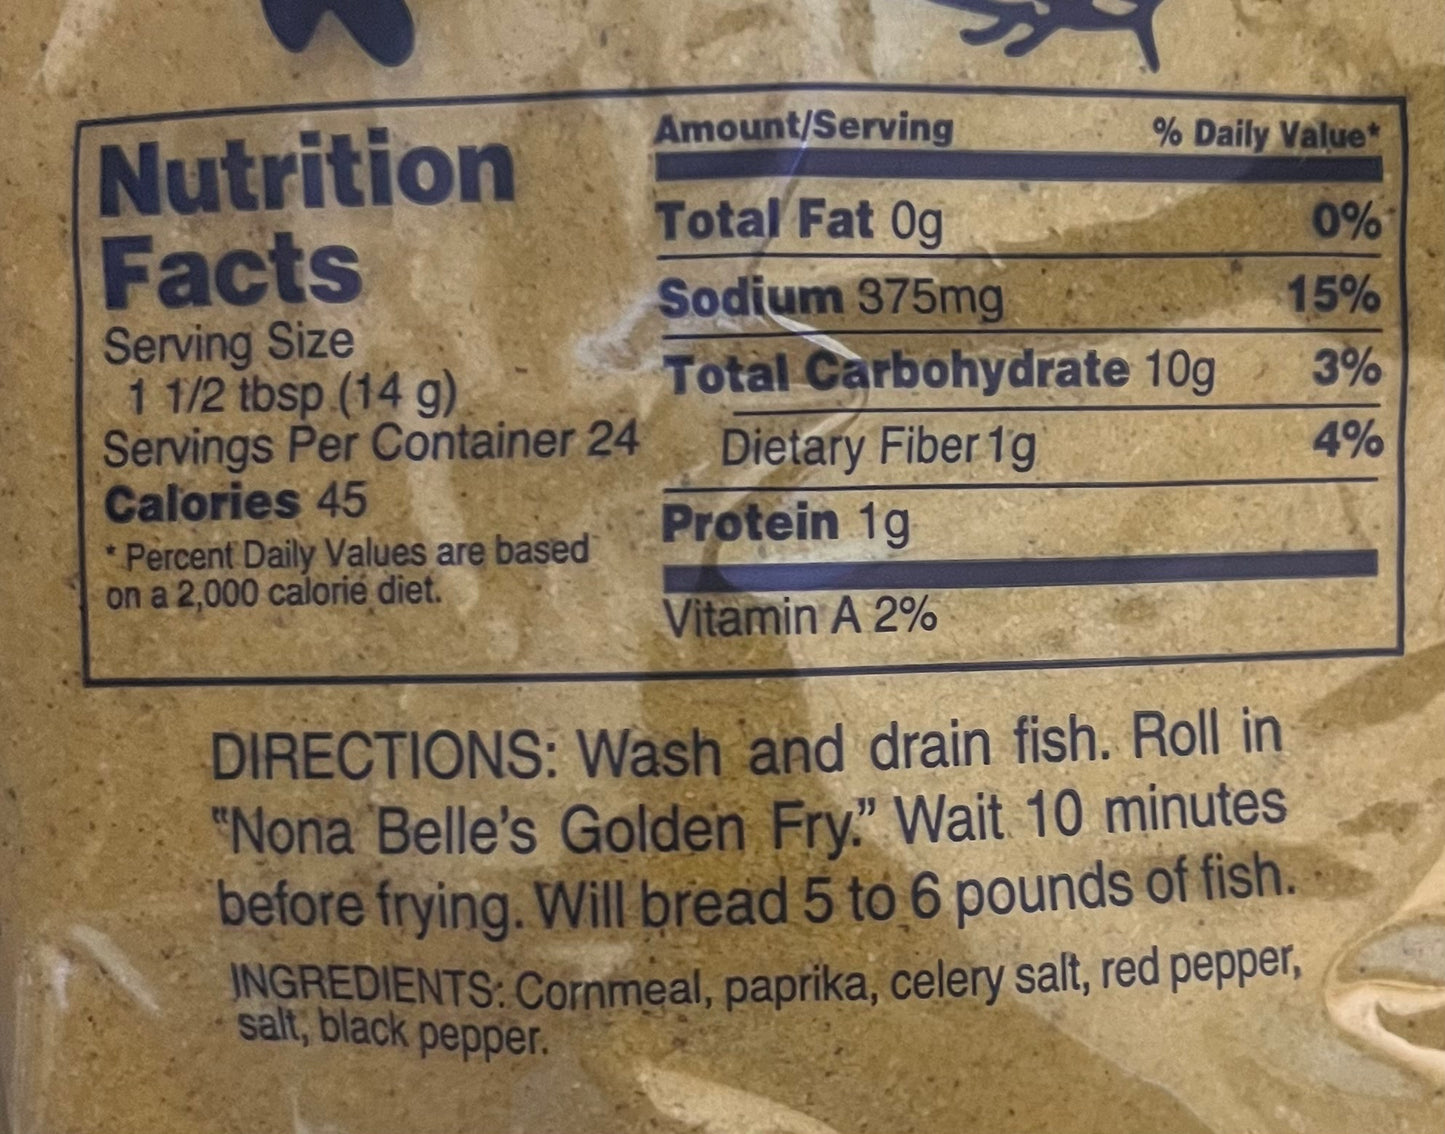 Nutrition
Facts
Serving Size
1 1/2 tbsp (14 g)
Servings Per Container 24
Calories 45
* Percent Daily Values are based
on a 2,000 calorie diet.
Amount/Serving % Daily Value*
Total Fat 0g 0%
Sodium 375mg 15%
Total Carbohydrate 10g 3%
Dietary Fiber 1g 4%
Protein 1g
Vitamin A 2%
DIRECTIONS: Wash and drain fish. Roll in
"Nona Belle's Golden Fry." Wait 10 minutes
before frying. Will bread 5 to 6 pounds of fish.
INGREDIENTS: Cornmeal, paprika, celery salt, red pepper,
salt, black pepper.